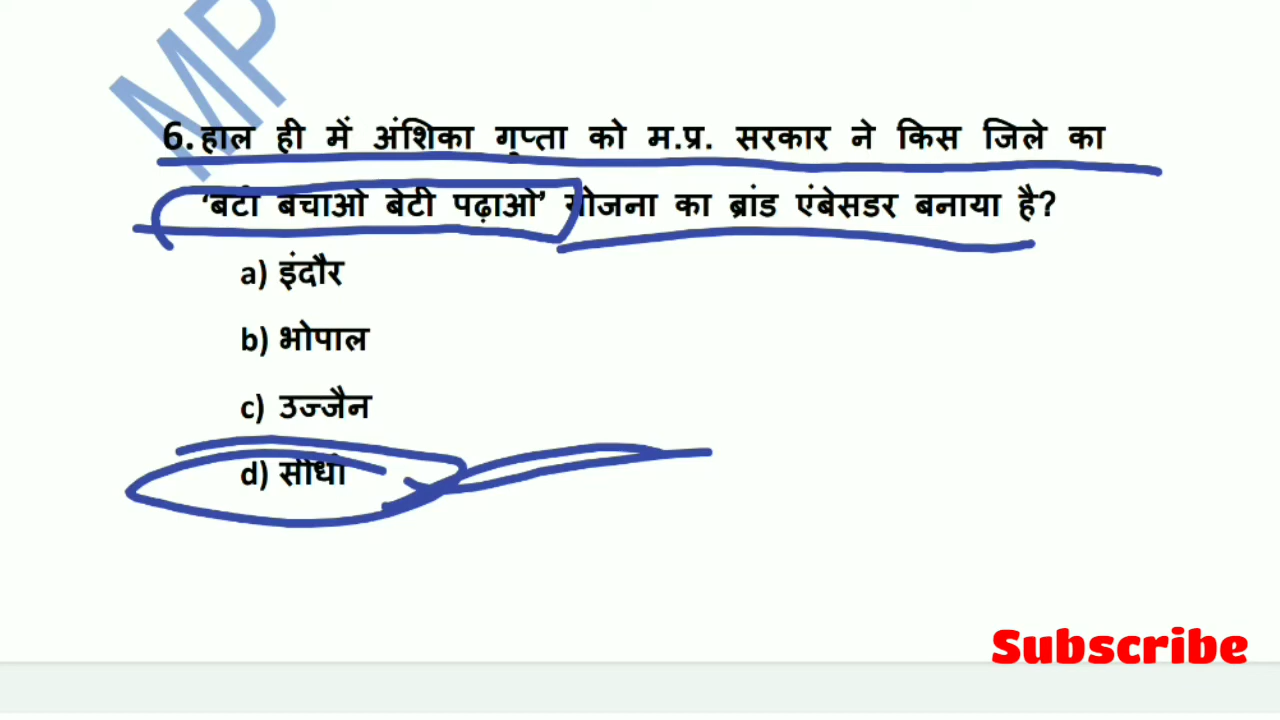 MP
6. हाल ही में अंशिका गुप्ता को म.प्र. सरकार ने किस जिले का
'बेटी बचाओ बेटी पढ़ाओ' योजना का ब्रांड एंबेसडर बनाया है?
a) इंदौर
b) भोपाल
c) उज्जैन
d) सीधी
Subscribe